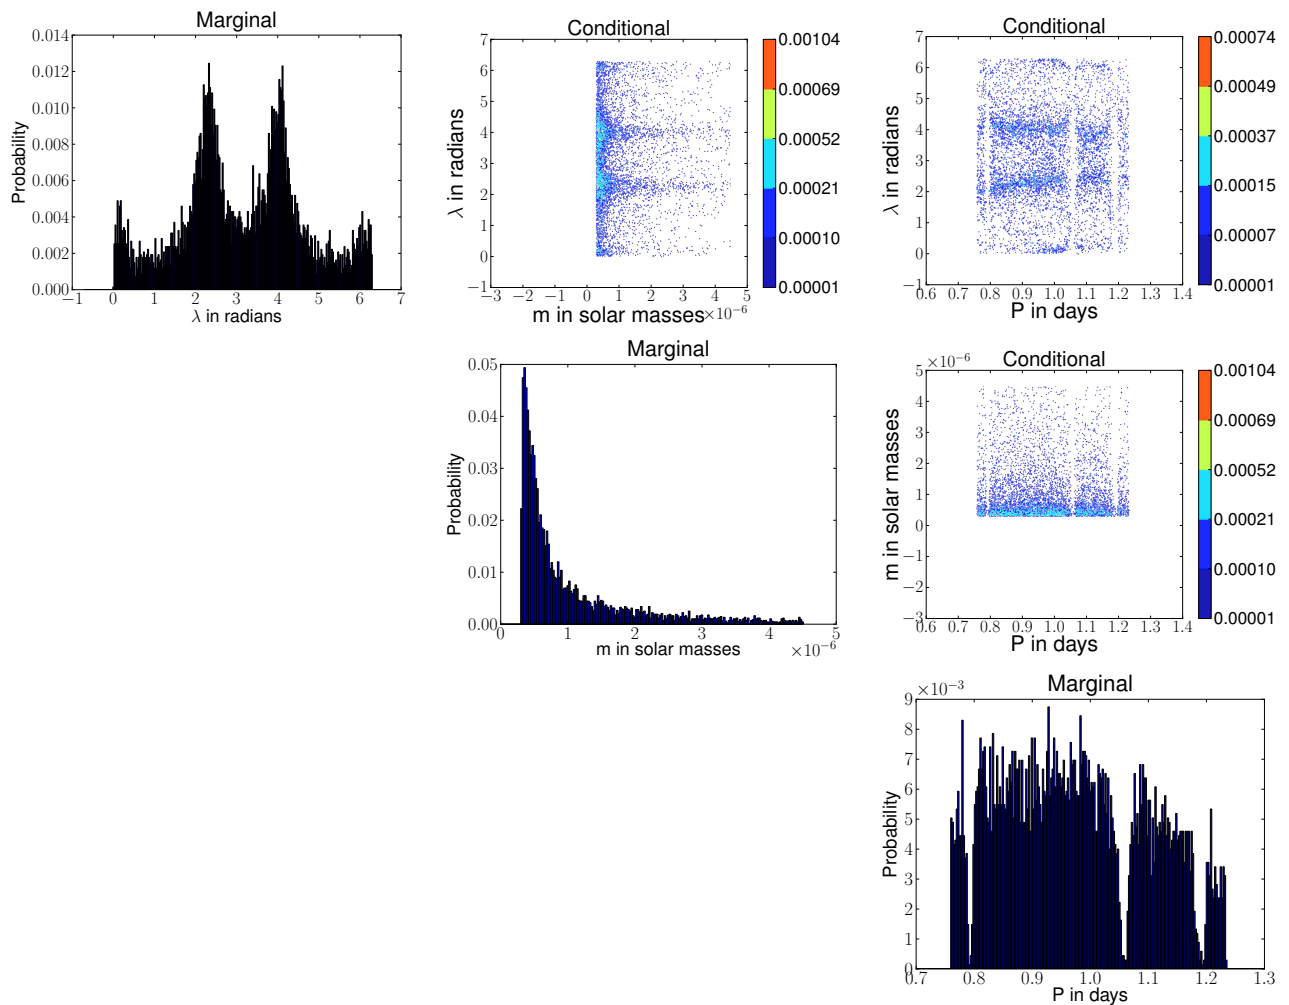 Marginal
0.014
0.012
0.010
0.008
0.006
0.004
0.002
0.000
Probability
−1 0 1 2 3 4 5 6 7
λ in radians
Conditional
7
6
5
4
3
2
1
0
−1
λ in radians
−3 −2 −1 0 1 2 3 4 5
m in solar masses ×10⁻⁶
0.00104
0.00069
0.00052
0.00021
0.00010
0.00001
Conditional
7
6
5
4
3
2
1
0
−1
λ in radians
0.6 0.7 0.8 0.9 1.0 1.1 1.2 1.3 1.4
P in days
0.00074
0.00049
0.00037
0.00015
0.00007
0.00001
Marginal
0.05
0.04
0.03
0.02
0.01
0.00
Probability
0 1 2 3 4 5
m in solar masses ×10⁻⁶
Conditional
×10⁻⁶
5
4
3
2
1
0
−1
−2
−3
m in solar masses
0.6 0.7 0.8 0.9 1.0 1.1 1.2 1.3 1.4
P in days
0.00104
0.00069
0.00052
0.00021
0.00010
0.00001
Marginal
×10⁻³
9
8
7
6
5
4
3
2
1
0
Probability
0.7 0.8 0.9 1.0 1.1 1.2 1.3
P in days